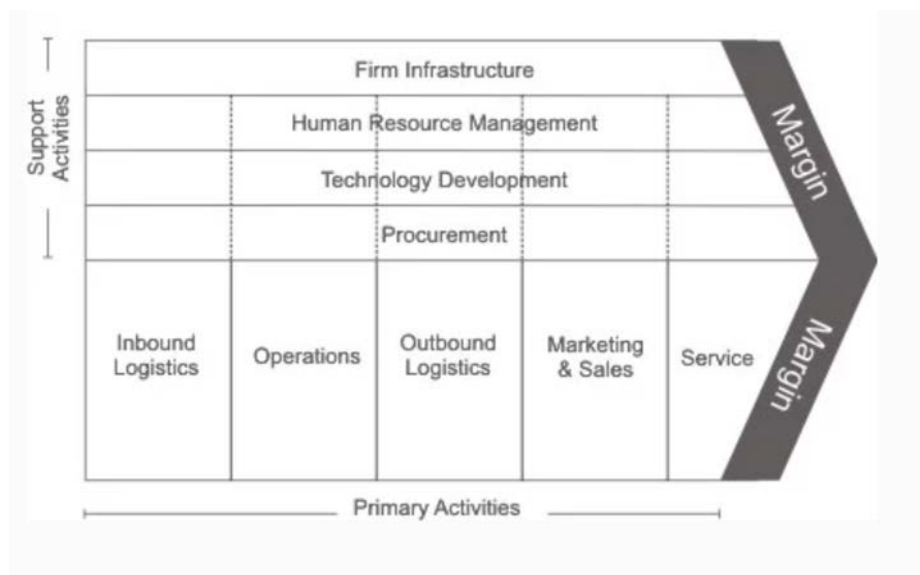 Support
Activities
Firm Infrastructure
Human Resource Management
Technology Development
Procurement
Inbound
Logistics
Operations
Outbound
Logistics
Marketing
& Sales
Service
Margin
Margin
Primary Activities